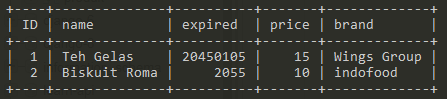 +----+--------------+----------+-------+-------------+
| ID | name         | expired  | price | brand       |
+----+--------------+----------+-------+-------------+
|  1 | Teh Gelas    | 20450105 |    15 | Wings Group |
|  2 | Biskuit Roma |     2055 |    10 | indofood    |
+----+--------------+----------+-------+-------------+